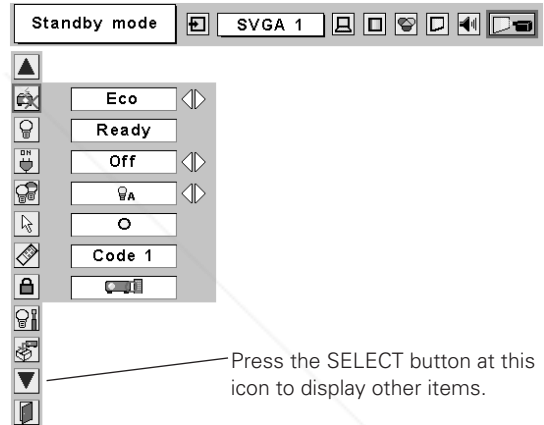 Standby mode
SVGA 1
Eco
Ready
ON
Off
A
Code 1
Press the SELECT button at this
icon to display other items.